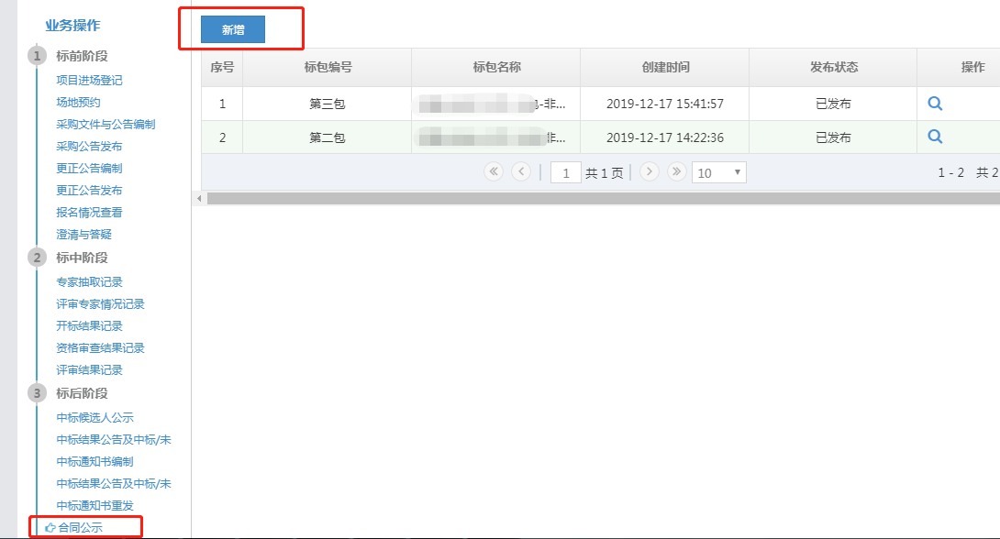 业务操作
1 标前阶段
项目进场登记
场地预约
采购文件与公告编制
采购公告发布
更正公告编制
更正公告发布
报名情况查看
澄清与答疑
2 标中阶段
专家抽取记录
评审专家情况记录
开标结果记录
资格审查结果记录
评审结果记录
3 标后阶段
中标候选人公示
中标结果公告及中标/未
中标通知书编制
中标结果公告及中标/未
中标通知书重发
合同公示
新增
序号 标包编号 标包名称 创建时间 发布状态 操作
1 第三包 -非... 2019-12-17 15:41:57 已发布
2 第二包 非... 2019-12-17 14:22:36 已发布
1 共 1 页 10 1 - 2 共 2